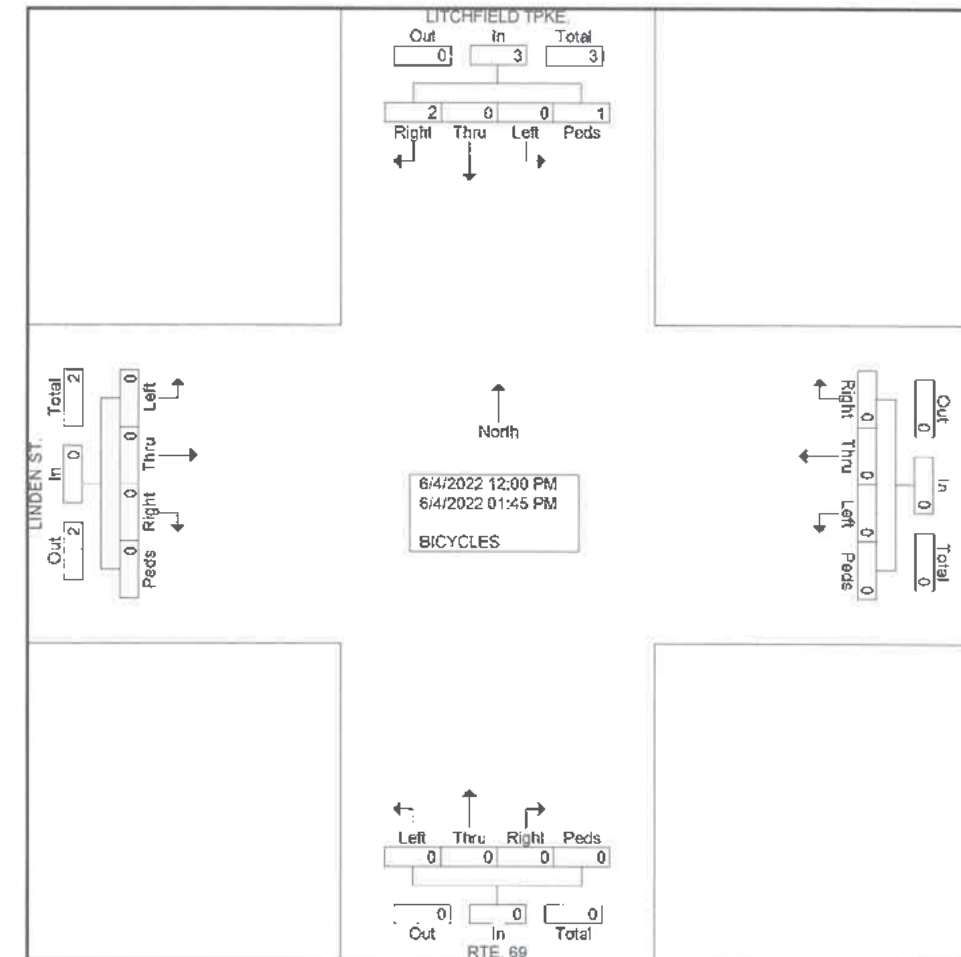 LITCHFIELD TPKE.
Out In Total
0 3 3
2 0 0 1
Right Thru Left Peds
LINDEN ST.
Total In Out
2 0 2
0 0 0 0
Left Thru Right Peds
North
6/4/2022 12:00 PM
6/4/2022 01:45 PM
BICYCLES
Right Thru Left Peds
0 0 0 0
Out In Total
0 0 0
Left Thru Right Peds
0 0 0 0
0 0 0
Out In Total
RTE. 69